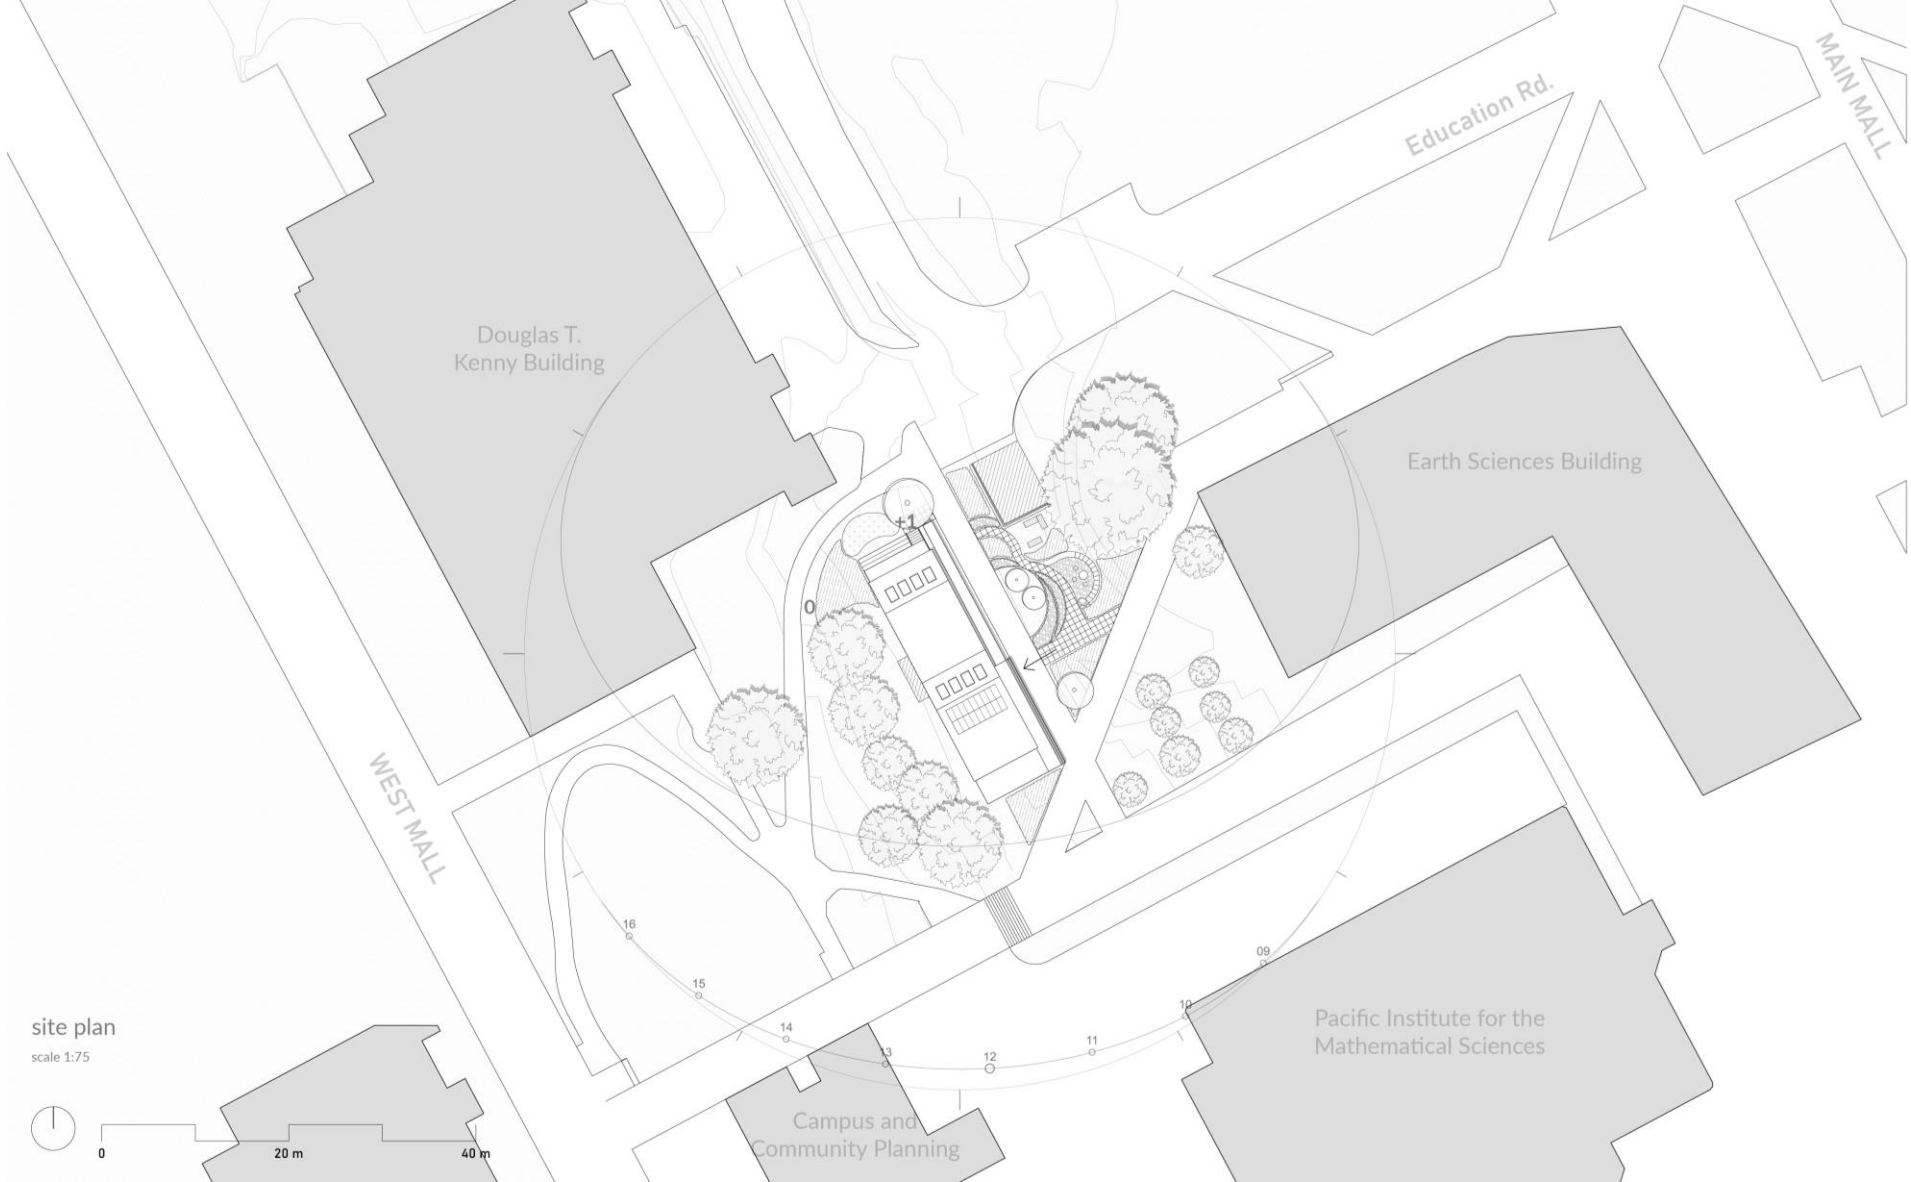 MAIN MALL
Education Rd.
Douglas T.
Kenny Building
Earth Sciences Building
+1
0
WEST MALL
16
15
14
13
12
11
10
09
Pacific Institute for the
Mathematical Sciences
Campus and
Community Planning
site plan
scale 1:75
0
20 m
40 m